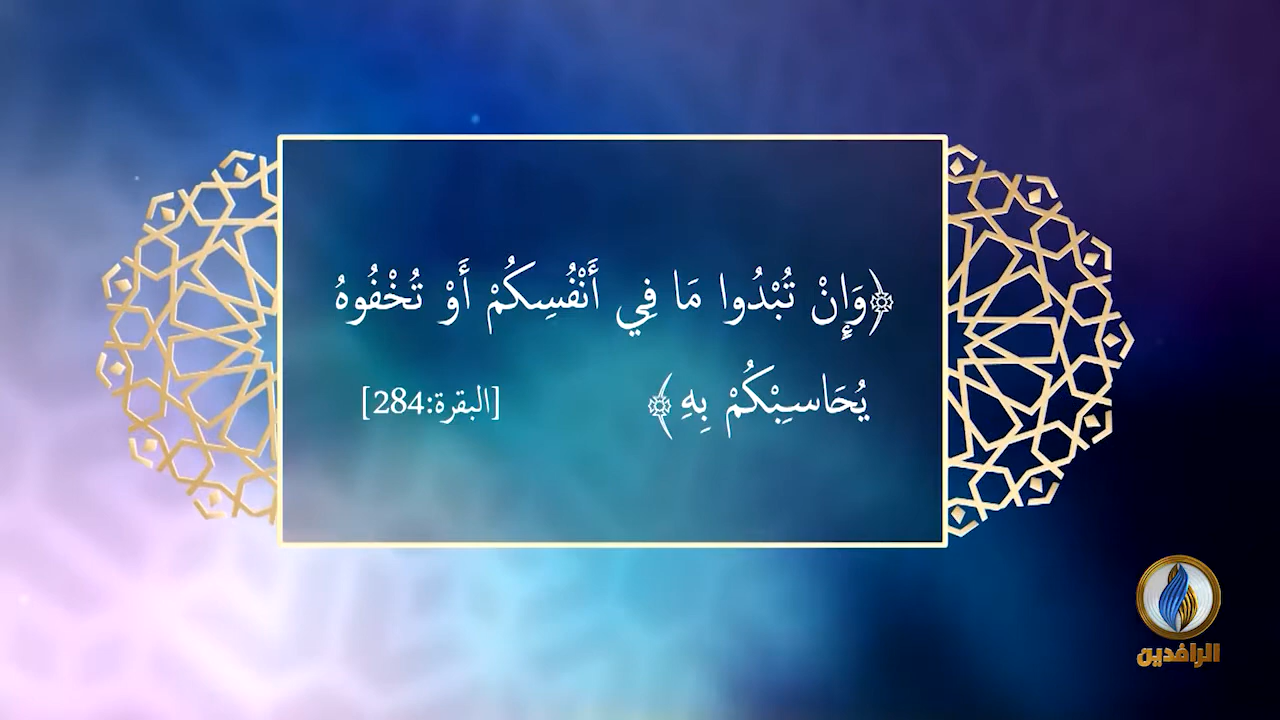 ﴿وَإِنْ تُبْدُوا مَا فِي أَنْفُسِكُمْ أَوْ تُخْفُوهُ
يُحَاسِبْكُمْ بِهِ﴾ [البقرة:284]
الرافدين